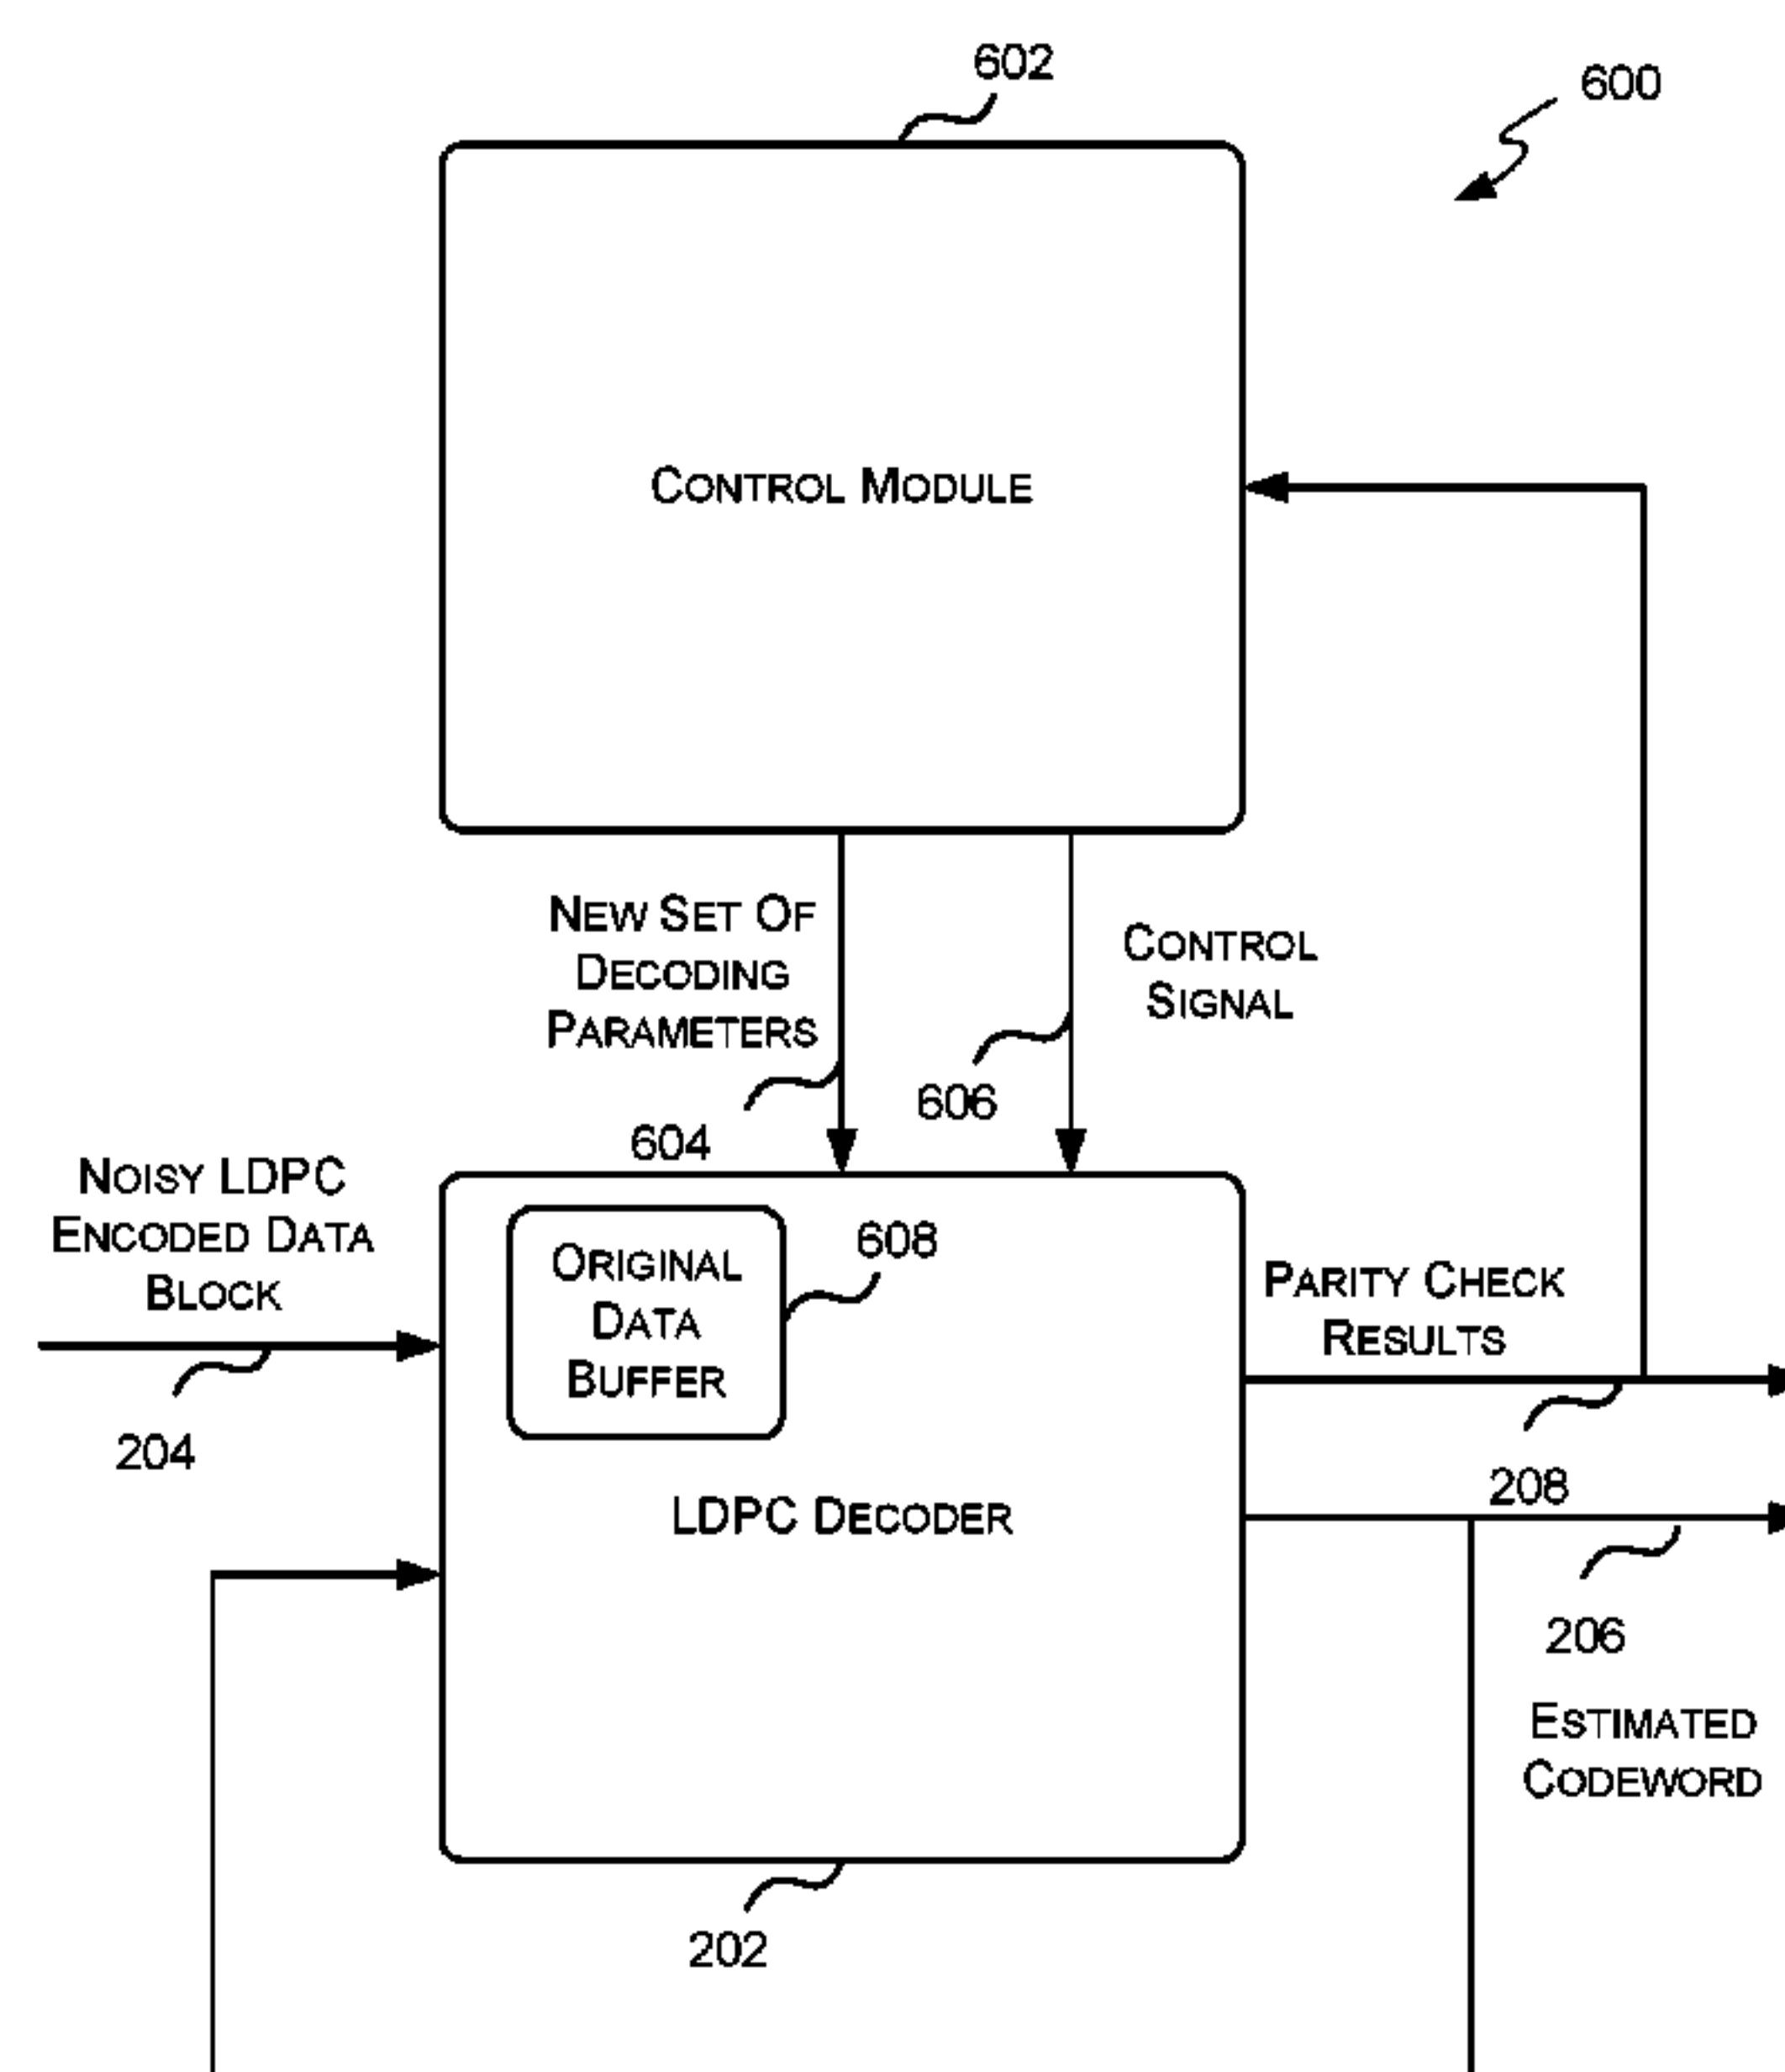 602
600
CONTROL MODULE
NEW SET OF
DECODING
PARAMETERS
CONTROL
SIGNAL
606
604
NOISY LDPC
ENCODED DATA
BLOCK
204
ORIGINAL
DATA
BUFFER
608
PARITY CHECK
RESULTS
208
LDPC DECODER
206
ESTIMATED
CODEWORD
202